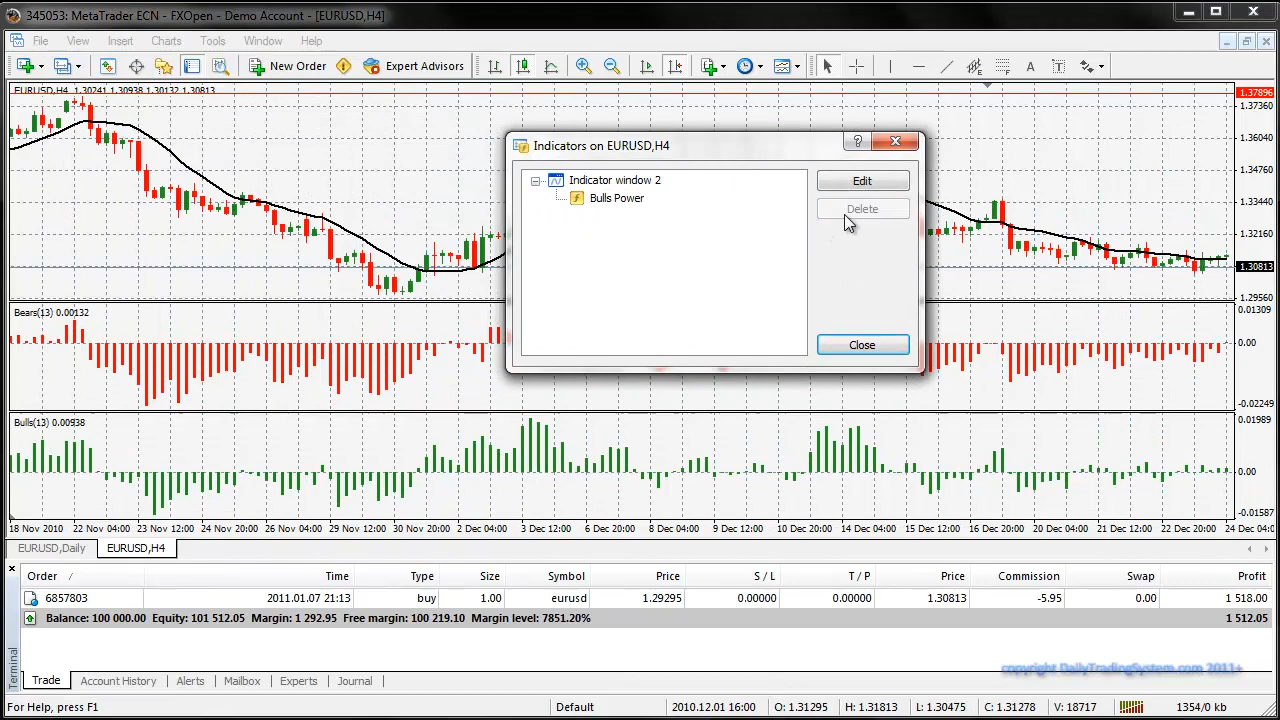 345053: MetaTrader ECN - FXOpen - Demo Account - [EURUSD,H4]
File View Insert Charts Tools Window Help
New Order Expert Advisors
EURUSD,H4 1.30241 1.30938 1.30132 1.30813
1.37896
1.37360
1.36040
1.34760
1.33440
1.32160
1.30813
1.29560
Indicators on EURUSD,H4
Indicator window 2
Bulls Power
Edit
Delete
Close
Bears(13) 0.00132
0.01309
0.00
-0.02249
Bulls(13) 0.00938
0.01989
0.00
-0.01587
18 Nov 2010 22 Nov 04:00 23 Nov 12:00 24 Nov 20:00 26 Nov 04:00 29 Nov 12:00 30 Nov 20:00 2 Dec 04:00 3 Dec 12:00 6 Dec 20:00 8 Dec 04:00 9 Dec 12:00 10 Dec 20:00 14 Dec 04:00 15 Dec 12:00 16 Dec 20:00 20 Dec 04:00 21 Dec 12:00 22 Dec 20:00 24 Dec 04:00
EURUSD,Daily EURUSD,H4
Order / Time Type Size Symbol Price S / L T / P Price Commission Swap Profit
6857803 2011.01.07 21:13 buy 1.00 eurusd 1.29295 0.00000 0.00000 1.30813 -5.95 0.00 1 518.00
Balance: 100 000.00 Equity: 101 512.05 Margin: 1 292.95 Free margin: 100 219.10 Margin level: 7851.20% 1 512.05
Terminal
copyright DailyTradingSystem.com 2011+
Trade Account History Alerts Mailbox Experts Journal
For Help, press F1 Default 2010.12.01 16:00 O: 1.31295 H: 1.31813 L: 1.30475 C: 1.31278 V: 18717 1354/0 kb